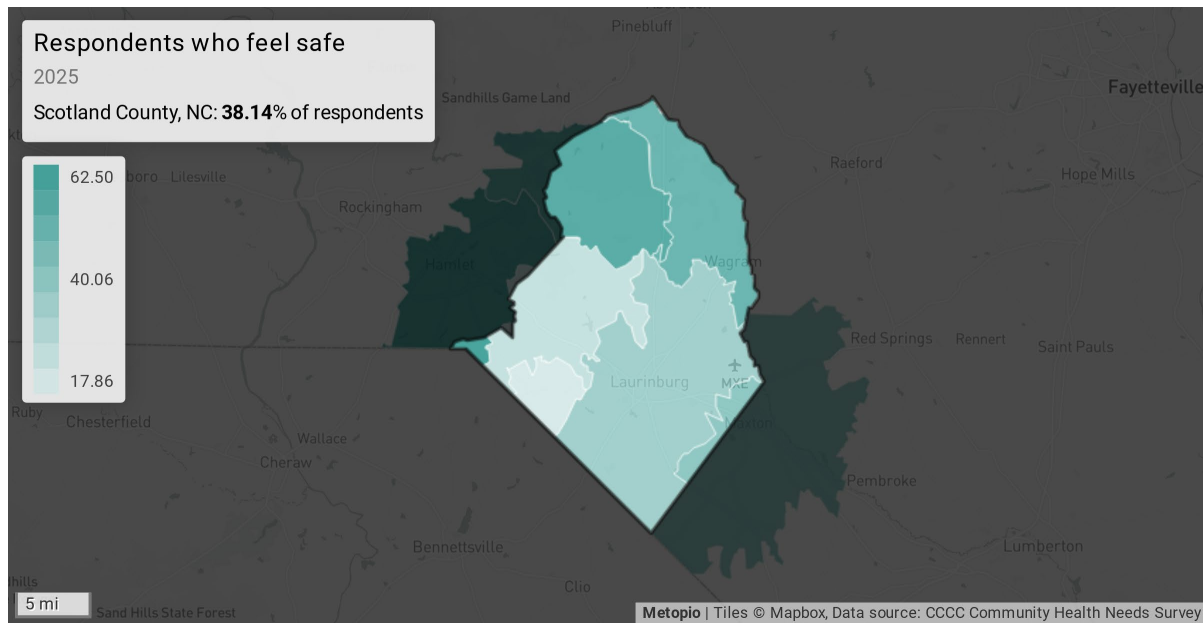 Respondents who feel safe
2025
Scotland County, NC: 38.14% of respondents
62.50
40.06
17.86
Pinebluff
Sandhills Game Land
Fayetteville
boro
Lilesville
Rockingham
Raeford
Hope Mills
Hamlet
Wagram
Red Springs
Rennert
Saint Pauls
Laurinburg
MXE
Maxton
Ruby
Chesterfield
Wallace
Cheraw
Pembroke
Bennettsville
Lumberton
Clio
dhills
5 mi
Sand Hills State Forest
Metopio | Tiles © Mapbox, Data source: CCCC Community Health Needs Survey